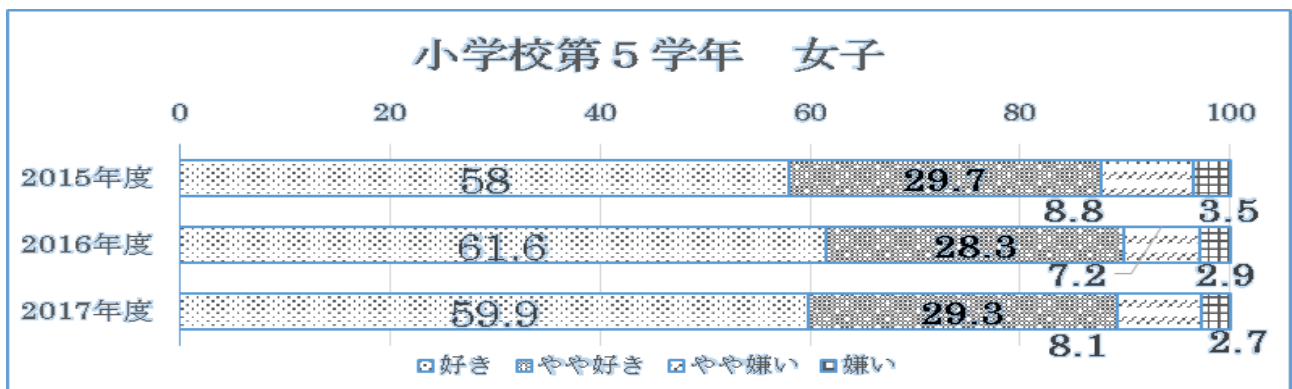 小学校第5学年　女子
0 20 40 60 80 100
2015年度 58 29.7
8.8 3.5
2016年度 61.6 28.3
7.2 2.9
2017年度 59.9 29.3
8.1 2.7
好き やや好き やや嫌い 嫌い